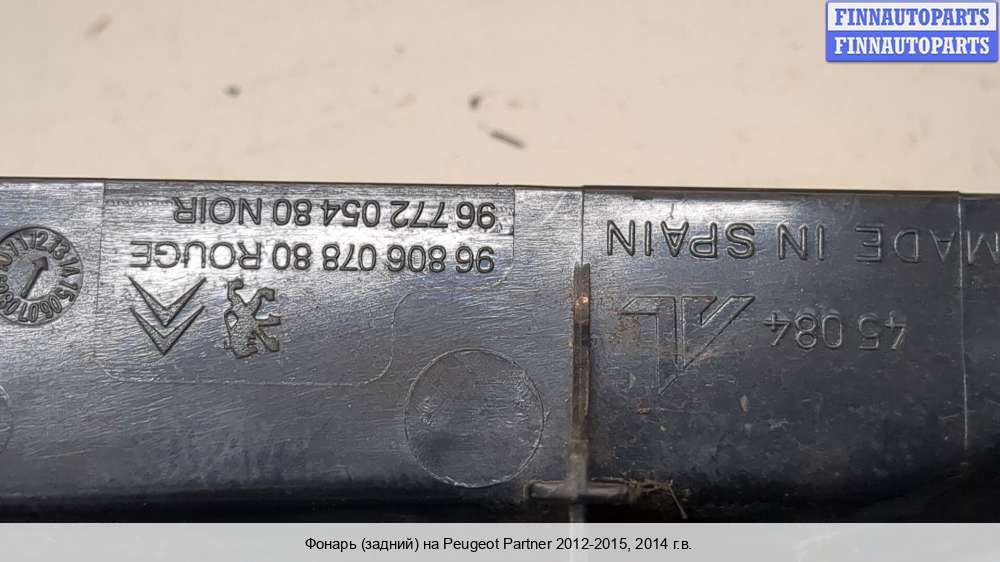 FINNAUTOPARTS
FINNAUTOPARTS
96 772 054 80 NOIR
96 806 078 80 ROUGE
MADE IN SPAIN
45 084
Фонарь (задний) на Peugeot Partner 2012-2015, 2014 г.в.